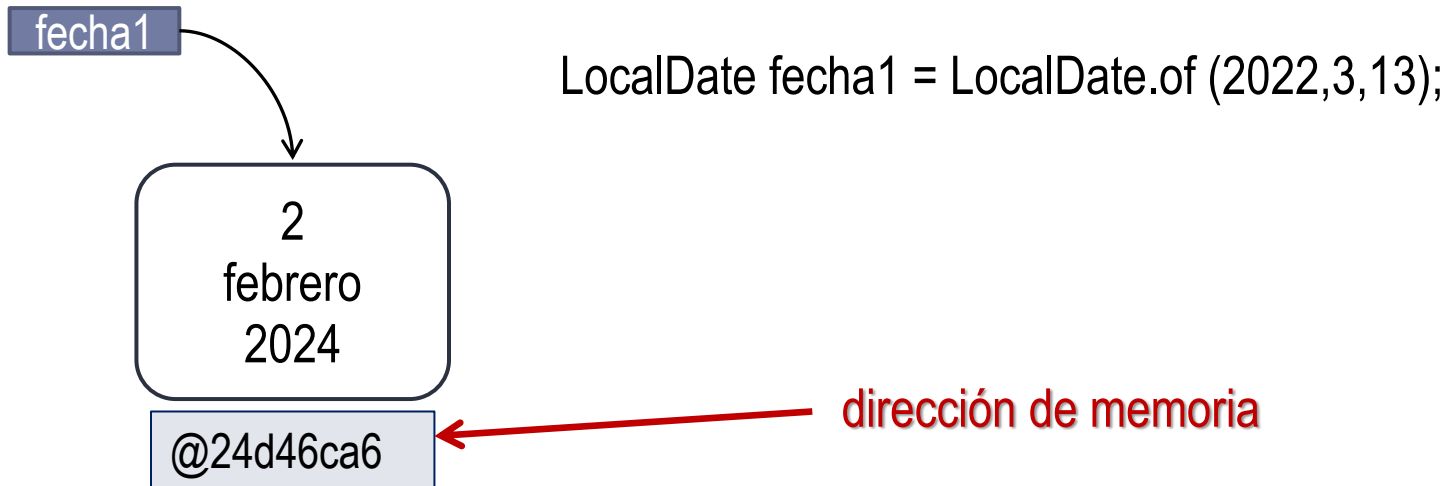 fecha1
LocalDate fecha1 = LocalDate.of (2022,3,13);
2
febrero
2024
dirección de memoria
@24d46ca6